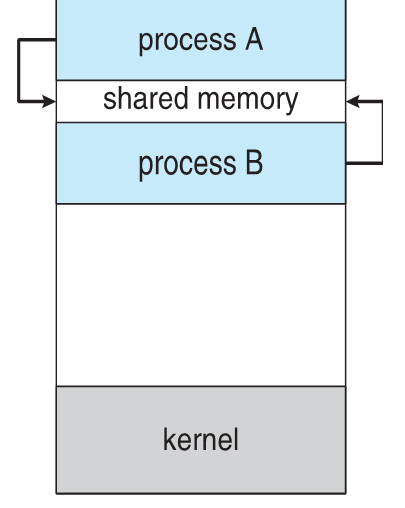 process A
shared memory
process B
kernel